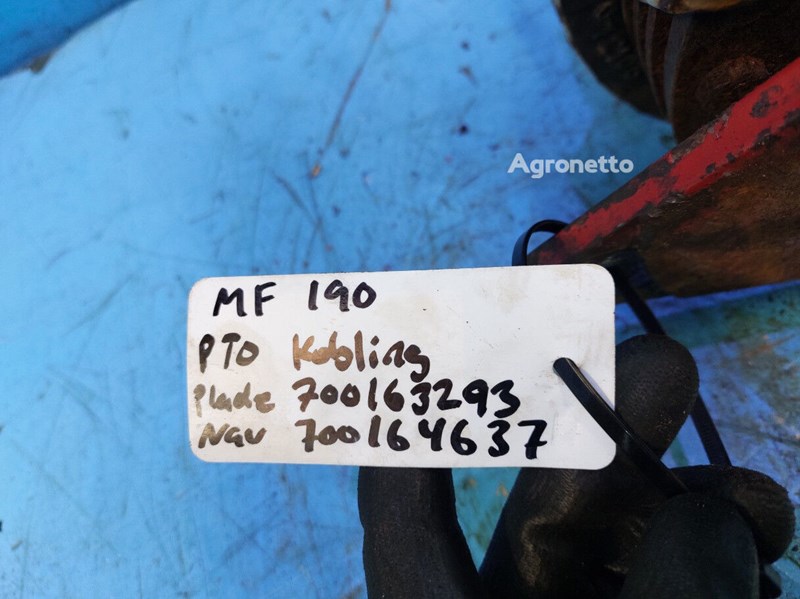 Agronetto
MF 190
PTO Kobling
Plade 700163293
Nav 700164637